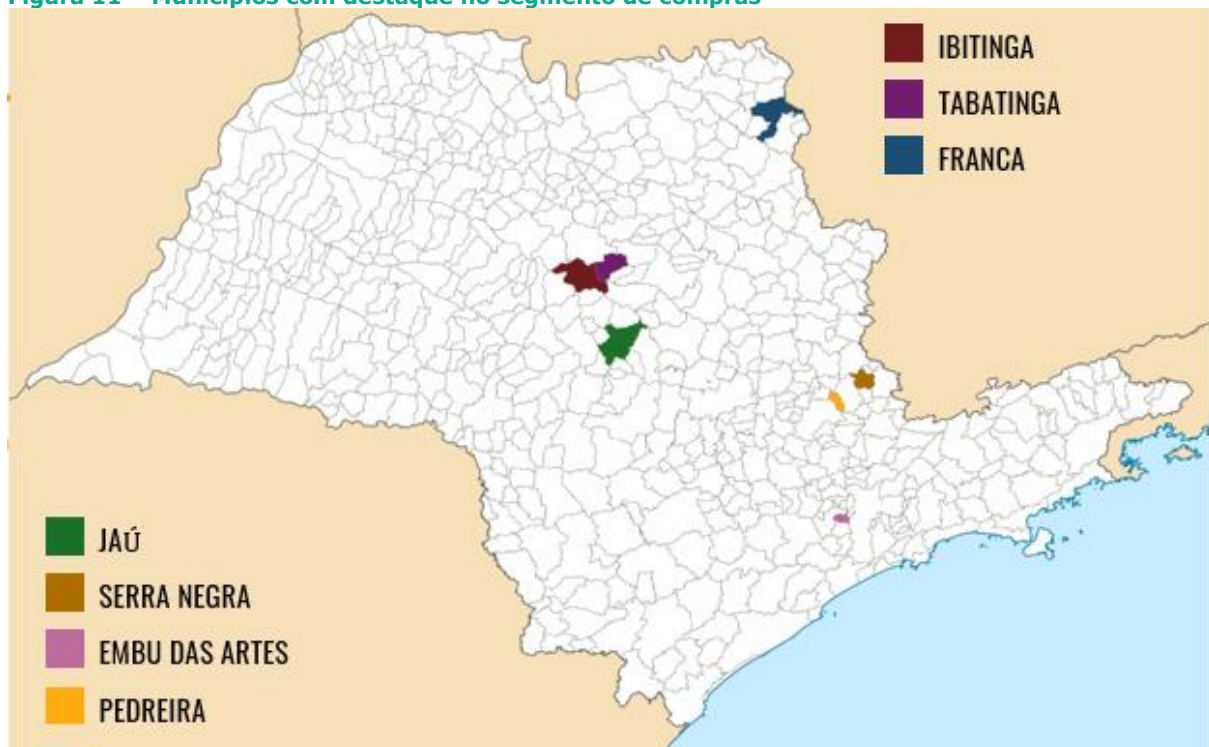 Figura 11 – Municípios com destaque no segmento de compras
IBITINGA
TABATINGA
FRANCA
JAÚ
SERRA NEGRA
EMBU DAS ARTES
PEDREIRA